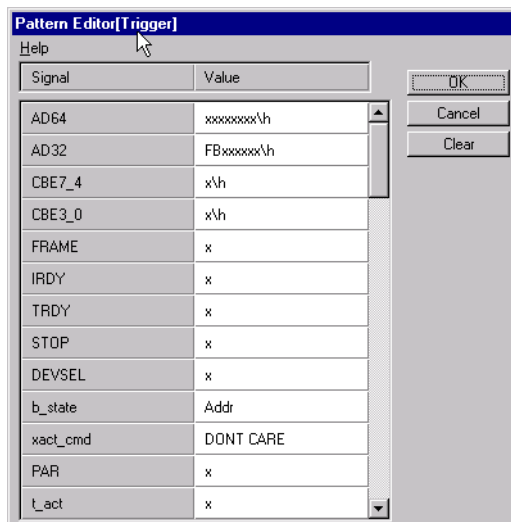 Pattern Editor[Trigger]
Help
Signal Value
OK
Cancel
Clear
AD64 xxxxxxxx\h
AD32 FBxxxxxx\h
CBE7_4 x\h
CBE3_0 x\h
FRAME x
IRDY x
TRDY x
STOP x
DEVSEL x
b_state Addr
xact_cmd DONT CARE
PAR x
t_act x